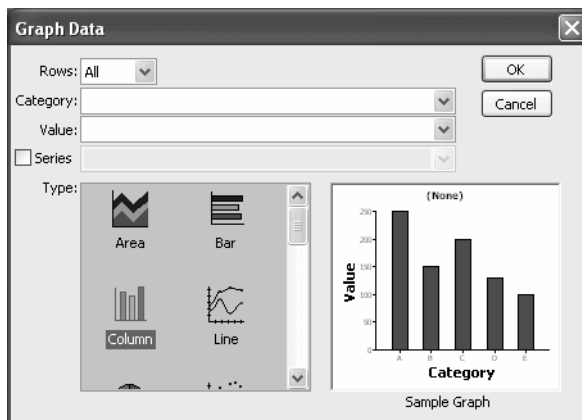 Graph Data
Rows: All
OK
Category:
Cancel
Value:
Series
Type:
Area
Bar
Column
Line
(None)
250
200
150
100
50
0
Value
A B C D E
Category
Sample Graph